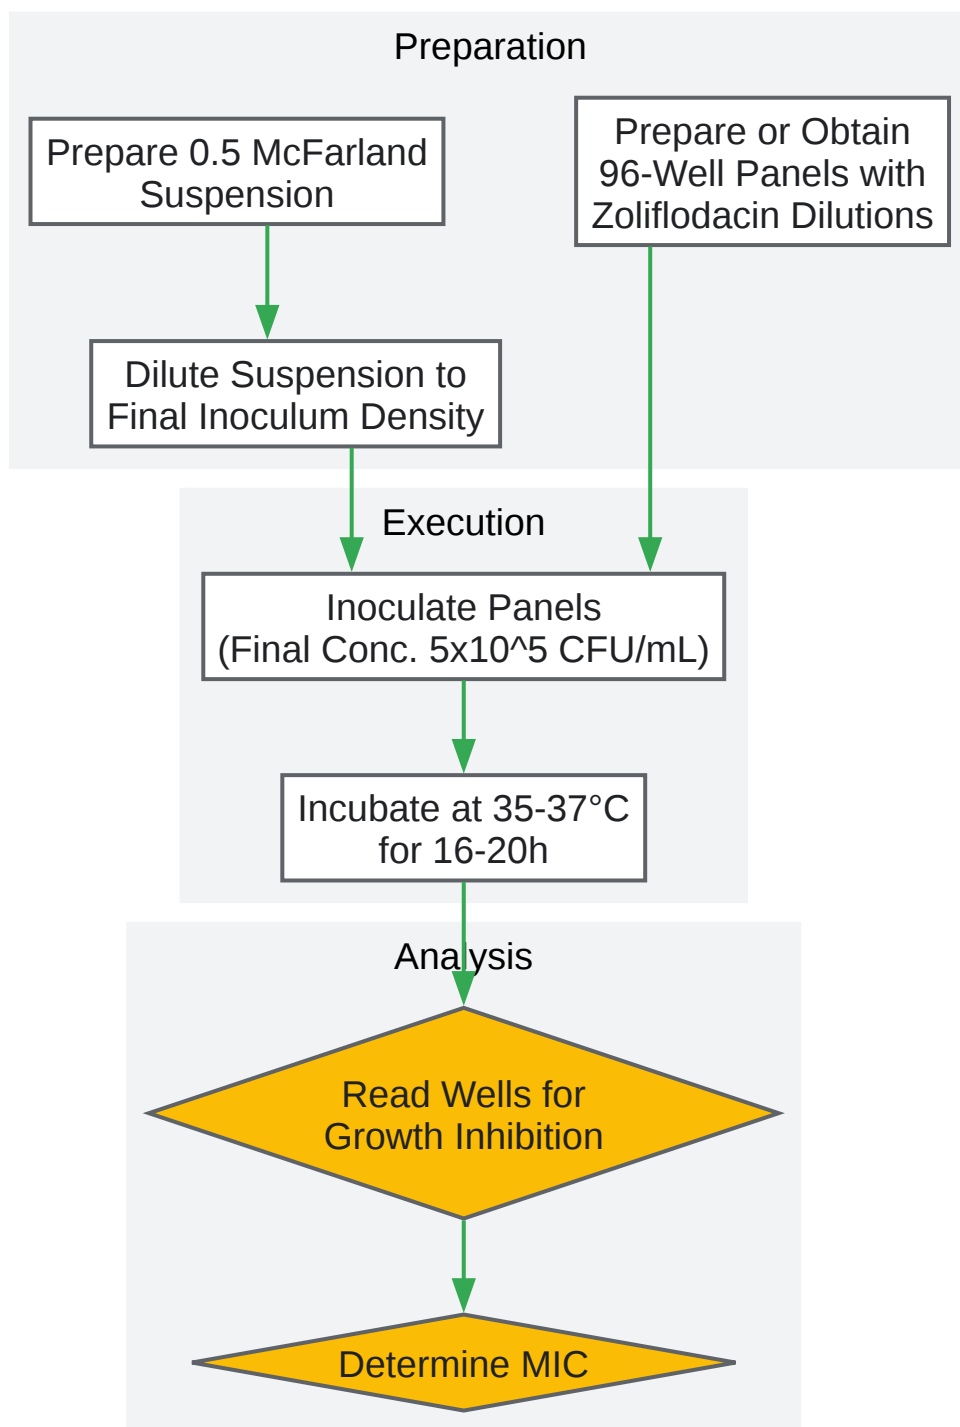 Preparation
Prepare 0.5 McFarland
Suspension
Prepare or Obtain
96-Well Panels with
Zoliflodacin Dilutions
Dilute Suspension to
Final Inoculum Density
Execution
Inoculate Panels
(Final Conc. 5x10^5 CFU/mL)
Incubate at 35-37°C
for 16-20h
Analysis
Read Wells for
Growth Inhibition
Determine MIC